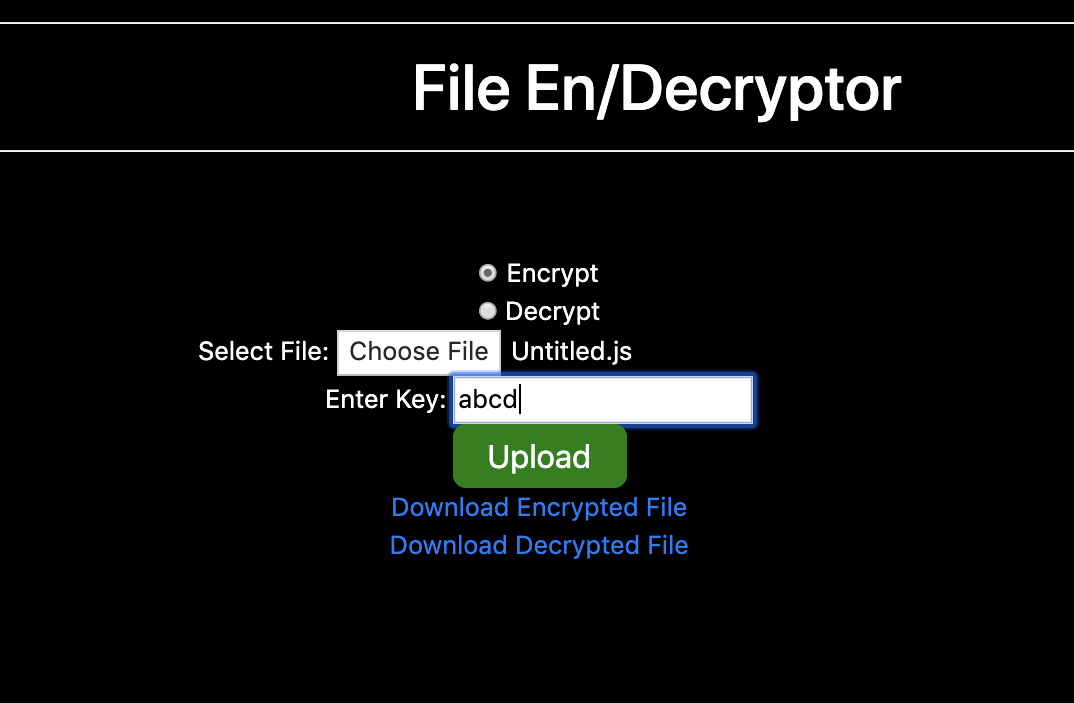 File En/Decryptor
Encrypt
Decrypt
Select File: Choose File Untitled.js
Enter Key: abcd
Upload
Download Encrypted File
Download Decrypted File